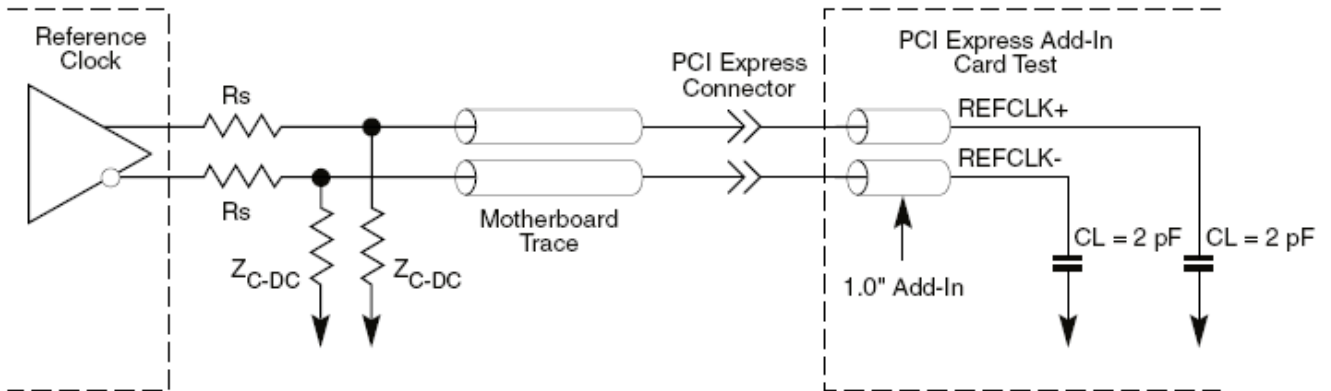 Reference
Clock
Rs
Rs
Z_C-DC
Z_C-DC
Motherboard
Trace
PCI Express
Connector
PCI Express Add-In
Card Test
REFCLK+
REFCLK-
1.0" Add-In
CL = 2 pF
CL = 2 pF